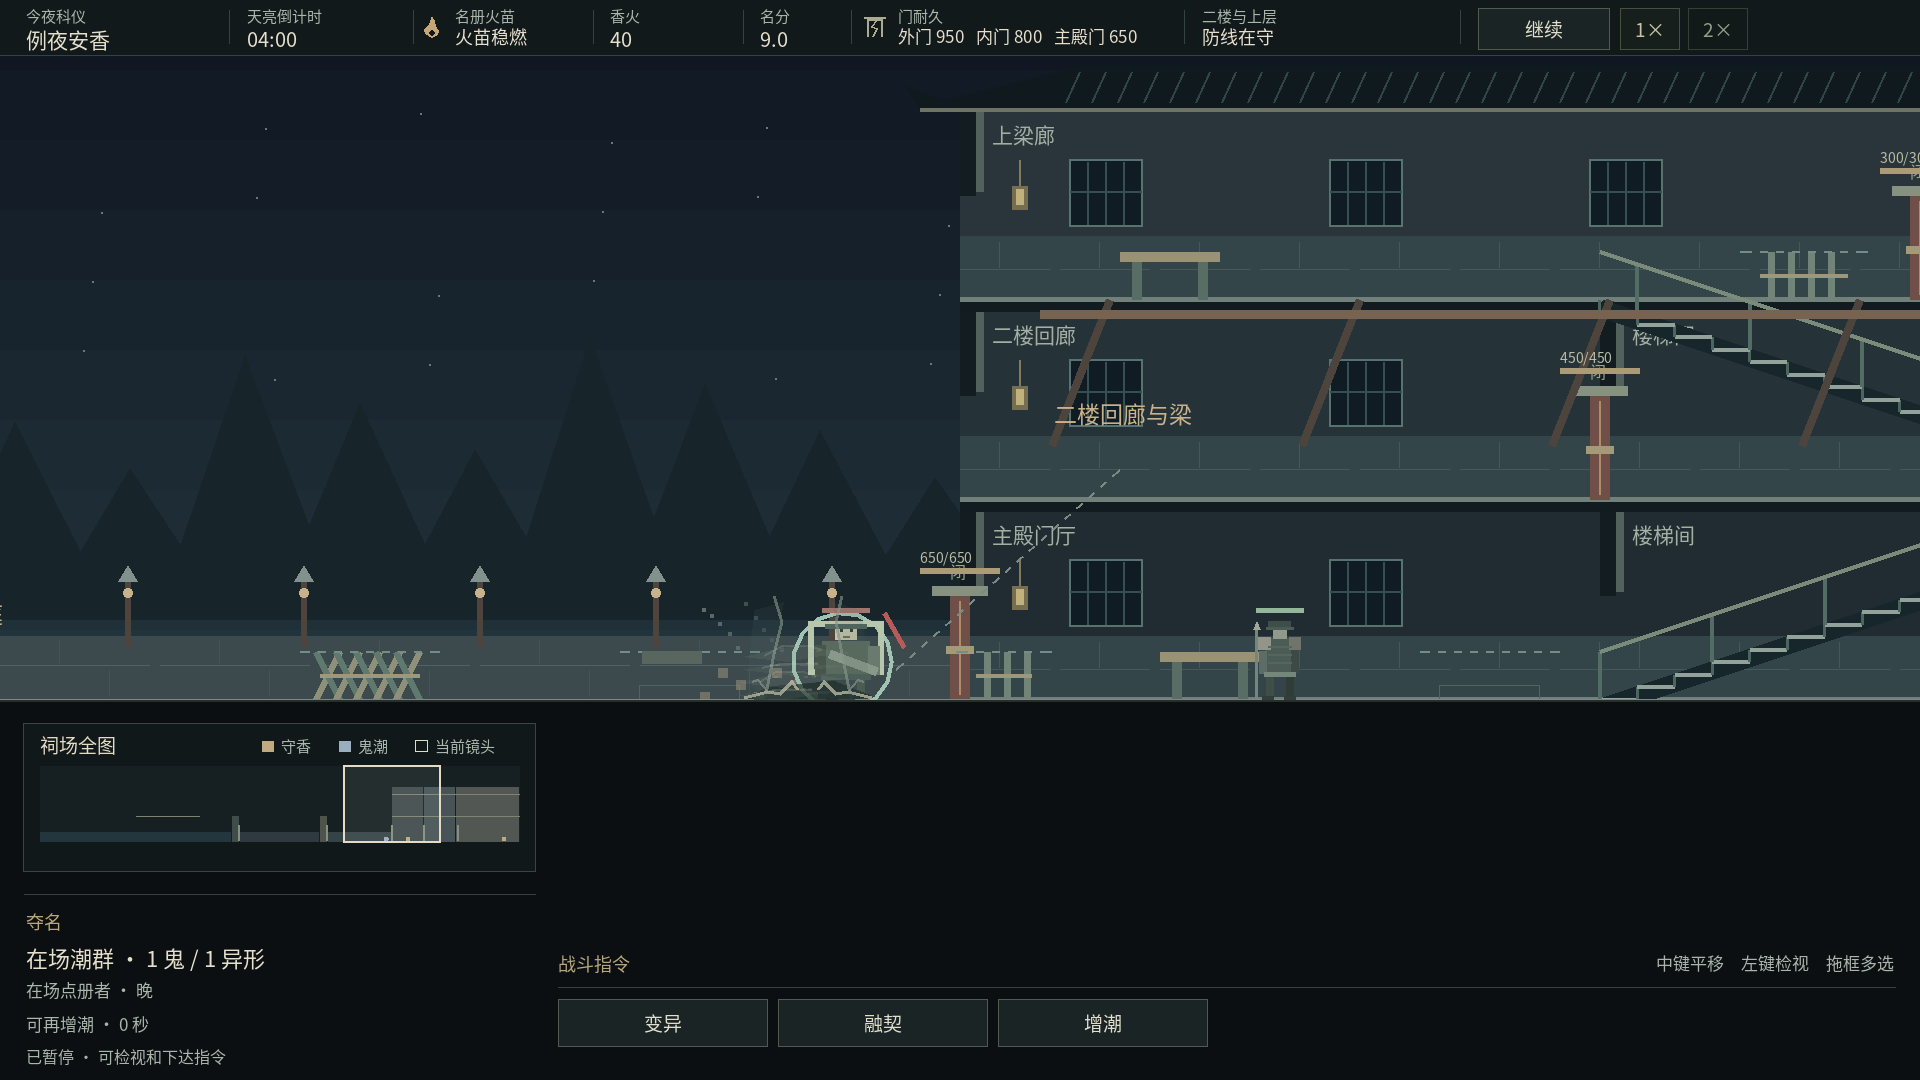 今夜科仪
例夜安香
天亮倒计时
04:00
名册火苗
火苗稳燃
香火
40
名分
9.0
门耐久
外门 950 内门 800 主殿门 650
二楼与上层
防线在守
继续
1×
2×
上梁廊
二楼回廊
450/450
闭
二楼回廊与梁
主殿门厅
楼梯间
650/650
闭
祠场全图
守香
鬼潮
当前镜头
夺名
在场潮群 · 1 鬼 / 1 异形
在场点册者 · 晚
可再增潮 · 0 秒
已暂停 · 可检视和下达指令
战斗指令
中键平移 左键检视 拖框多选
变异
融契
增潮